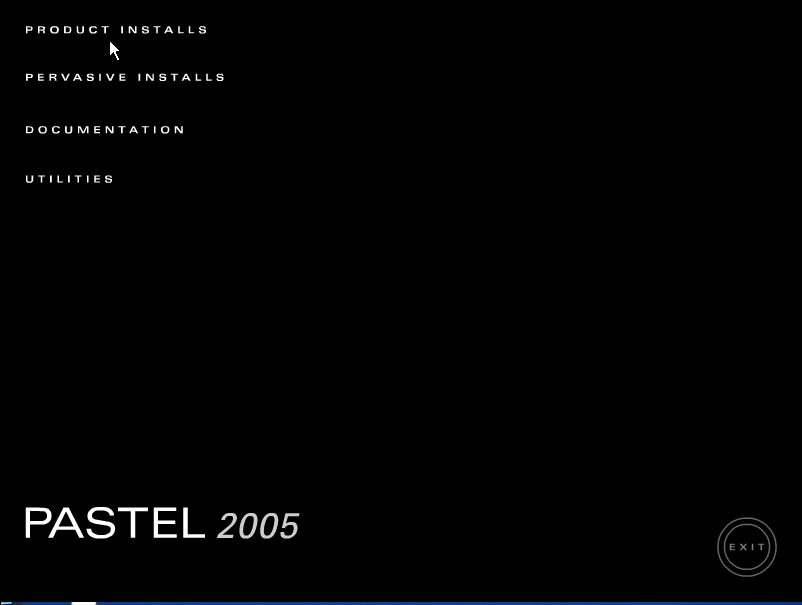 PRODUCT INSTALLS
PERVASIVE INSTALLS
DOCUMENTATION
UTILITIES
PASTEL 2005
EXIT